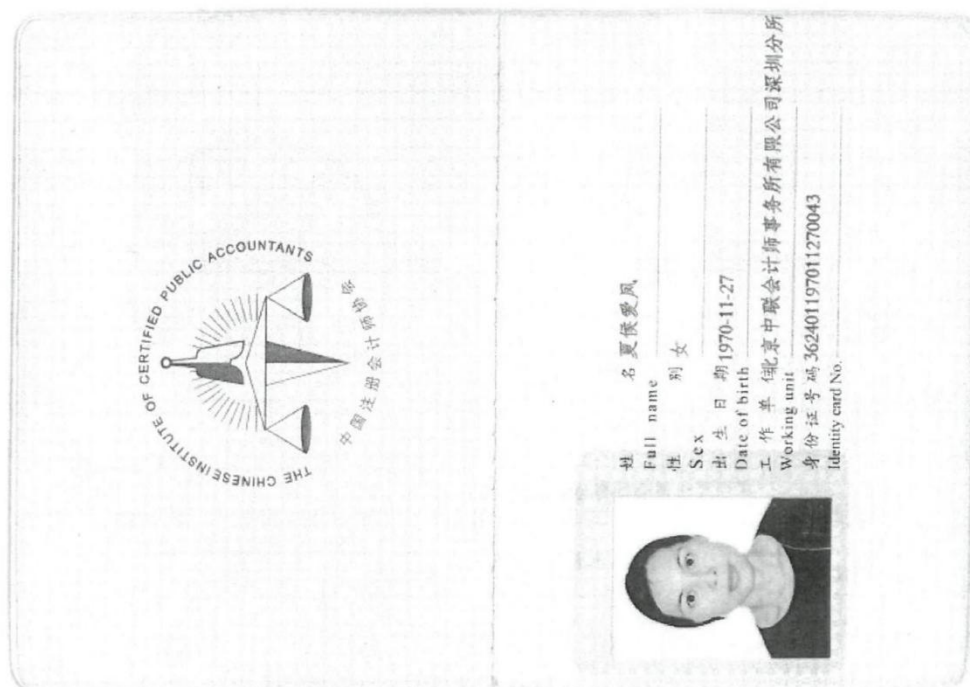 THE CHINESE INSTITUTE OF CERTIFIED PUBLIC ACCOUNTANTS
中国注册会计师协会
姓 名 夏侯爱凤
Full name
性 别 女
Sex
出 生 日 期 1970-11-27
Date of birth
工 作 单 位 北京中联会计师事务所有限公司深圳分所
Working unit
身份证号码 362401197011270043
Identity card No.